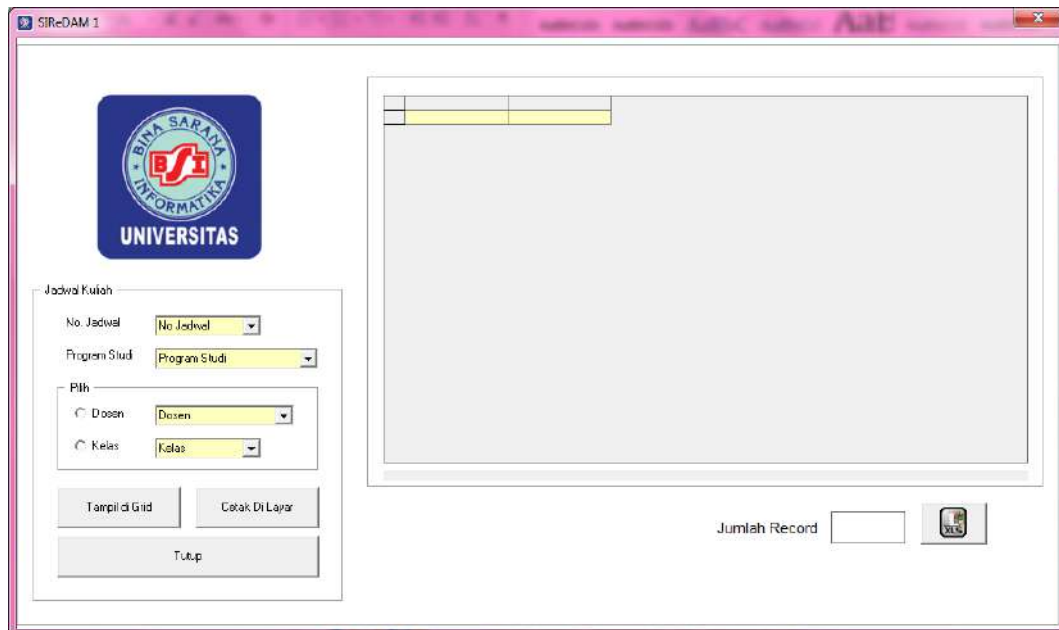 SIReDAM 1
BINA SARANA
BSI
INFORMATIKA
UNIVERSITAS
Jadwal Kuliah
No. Jadwal
No Jadwal
Program Studi
Program Studi
Pilih
Dosen
Dosen
Kelas
Kelas
Tampil di Grid
Cetak Di Layar
Tutup
Jumlah Record